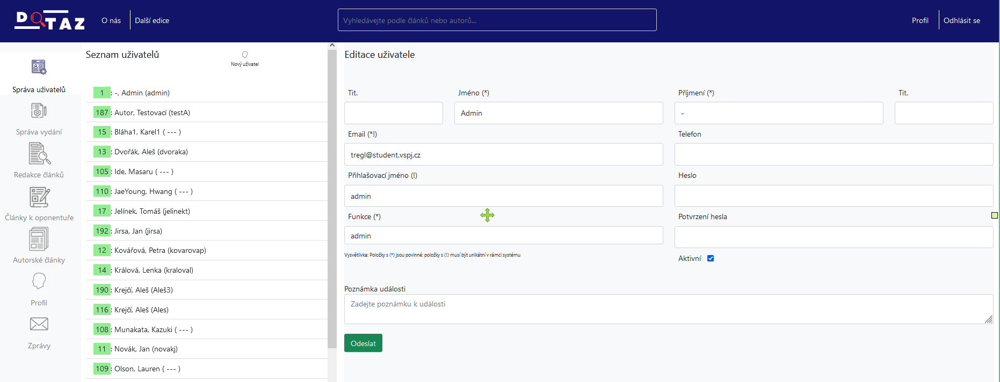 DOTAZ
O nás
Další edice
Vyhledávejte podle článků nebo autorů...
Profil
Odhlásit se
Správa uživatelů
Správa vydání
Redakce článků
Články k oponentuře
Autorské články
Profil
Zprávy
Seznam uživatelů
Nový uživatel
1 : -, Admin (admin)
187 : Autor, Testovací (testA)
15 : Bláha1, Karel1 ( --- )
13 : Dvořák, Aleš (dvoraka)
105 : Ide, Masaru ( --- )
110 : JaeYoung, Hwang ( --- )
17 : Jelínek, Tomáš (jelinekt)
192 : Jirsa, Jan (jirsa)
12 : Kovářová, Petra (kovarovap)
14 : Králová, Lenka (kraloval)
190 : Krejčí, Aleš (Aleš3)
116 : Krejčí, Aleš (Ales)
108 : Munakata, Kazuki ( --- )
11 : Novák, Jan (novakj)
109 : Olson, Lauren ( --- )
Editace uživatele
Tit.
Jméno (*)
Příjmení (*)
Tit.
Admin
-
Email (*!)
Telefon
tregl@student.vspj.cz
Přihlašovací jméno (!)
Heslo
admin
Funkce (*)
Potvrzení hesla
admin
Vysvětlivka: Položky s (*) jsou povinné; položky s (!) musí být unikátní v rámci systému
Aktivní
Poznámka události
Zadejte poznámku k události
Odeslat